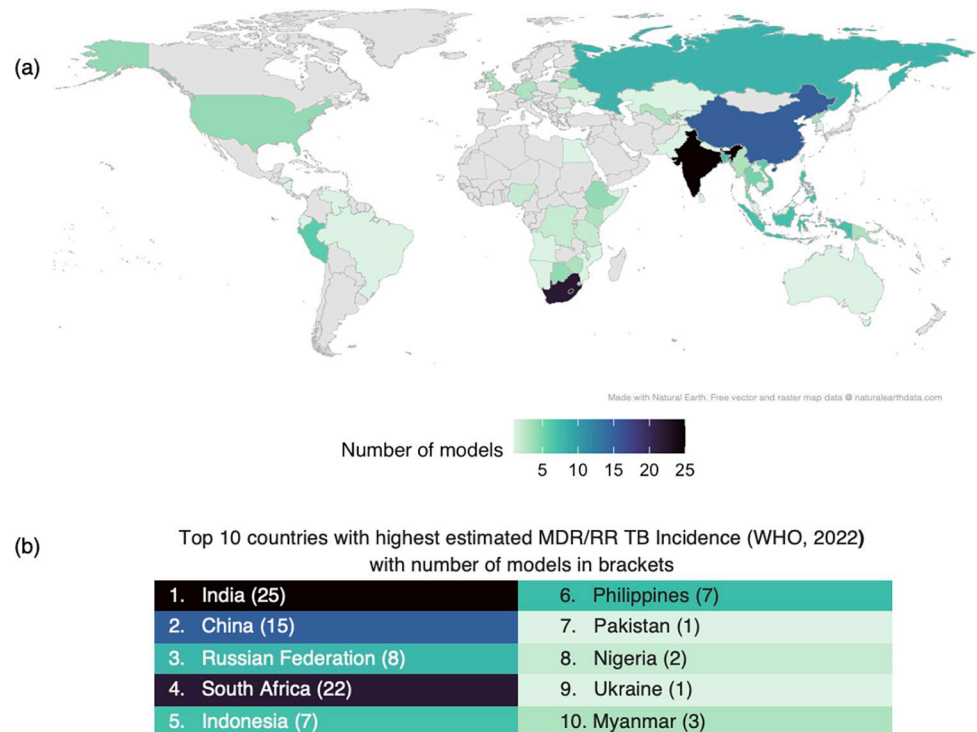 (a)
Made with Natural Earth. Free vector and raster map data @ naturalearthdata.com
Number of models
5 10 15 20 25
(b)
Top 10 countries with highest estimated MDR/RR TB Incidence (WHO, 2022)
with number of models in brackets
1. India (25)
2. China (15)
3. Russian Federation (8)
4. South Africa (22)
5. Indonesia (7)
6. Philippines (7)
7. Pakistan (1)
8. Nigeria (2)
9. Ukraine (1)
10. Myanmar (3)